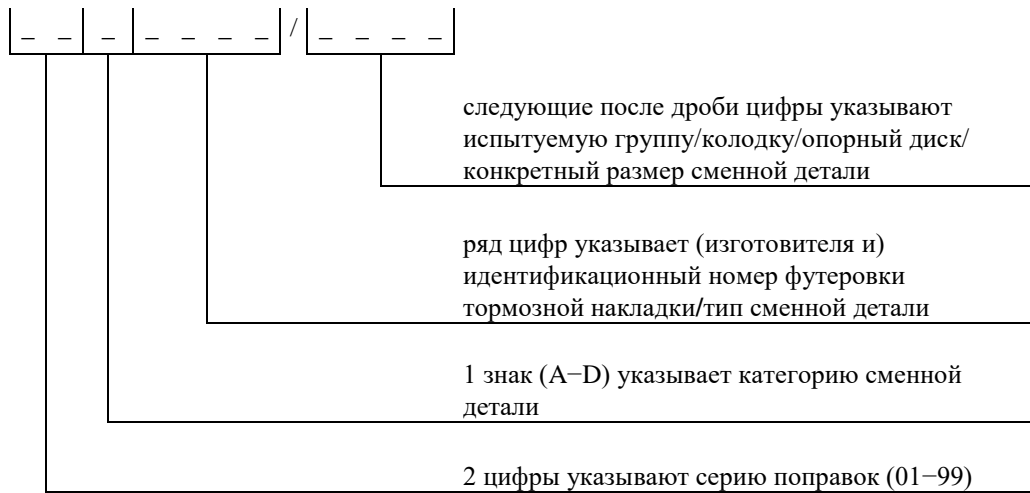 _ _ _ _ _ _ _ / _ _ _ _
следующие после дроби цифры указывают
испытуемую группу/колодку/опорный диск/
конкретный размер сменной детали
ряд цифр указывает (изготовителя и)
идентификационный номер футеровки
тормозной накладки/тип сменной детали
1 знак (A−D) указывает категорию сменной
детали
2 цифры указывают серию поправок (01−99)